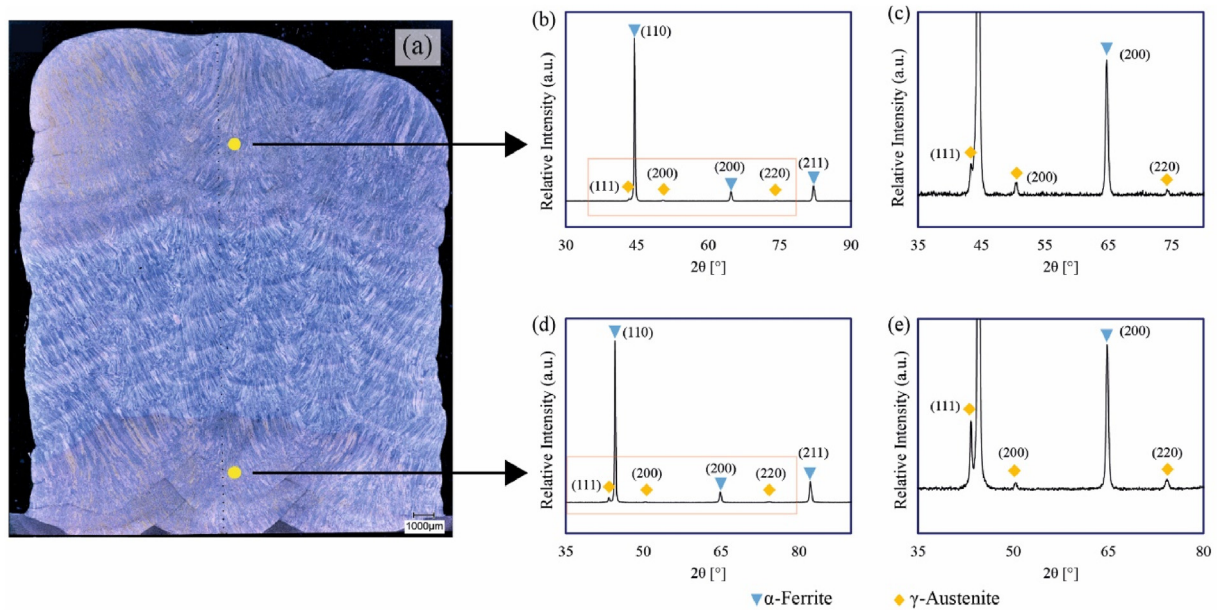 (a)
1000μm
(b)
Relative Intensity (a.u.)
(110)
(111)
(200)
(200)
(220)
(211)
30 45 60 75 90
2θ [°]
(c)
Relative Intensity (a.u.)
(111)
(200)
(200)
(220)
35 45 55 65 75
2θ [°]
(d)
Relative Intensity (a.u.)
(110)
(111)
(200)
(200)
(220)
(211)
35 50 65 80
2θ [°]
(e)
Relative Intensity (a.u.)
(111)
(200)
(200)
(220)
35 50 65 80
2θ [°]
α-Ferrite γ-Austenite